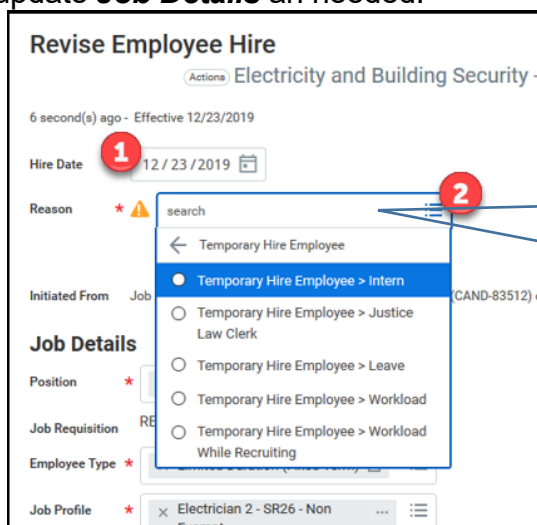 update Job Details an needed.
Revise Employee Hire
Actions Electricity and Building Security -
6 second(s) ago - Effective 12/23/2019
Hire Date 1 12 / 23 / 2019
Reason * search 2
Temporary Hire Employee
Temporary Hire Employee > Intern
Initiated From Job (CAND-83512)
Temporary Hire Employee > Justice
Law Clerk
Job Details
Temporary Hire Employee > Leave
Position *
Temporary Hire Employee > Workload
Job Requisition RE
Temporary Hire Employee > Workload
While Recruiting
Employee Type *
Job Profile * × Electrician 2 - SR26 - Non ...